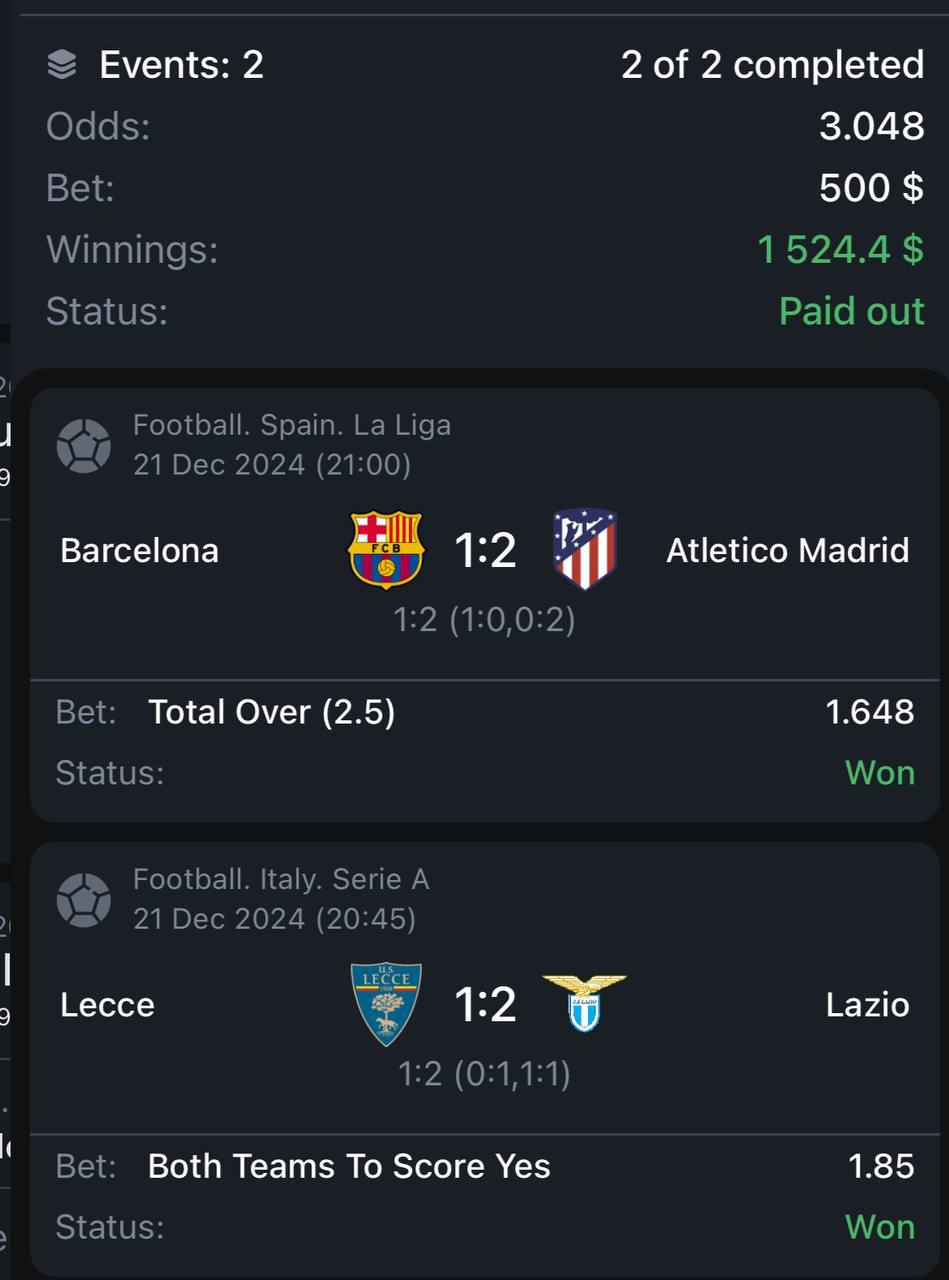 Events: 2 2 of 2 completed
Odds: 3.048
Bet: 500 $
Winnings: 1 524.4 $
Status: Paid out
Football. Spain. La Liga
21 Dec 2024 (21:00)
Barcelona FCB 1:2 Atletico Madrid
1:2 (1:0,0:2)
Bet: Total Over (2.5) 1.648
Status: Won
Football. Italy. Serie A
21 Dec 2024 (20:45)
U.S.
LECCE
1908
Lecce 1:2 Lazio
1:2 (0:1,1:1)
Bet: Both Teams To Score Yes 1.85
Status: Won